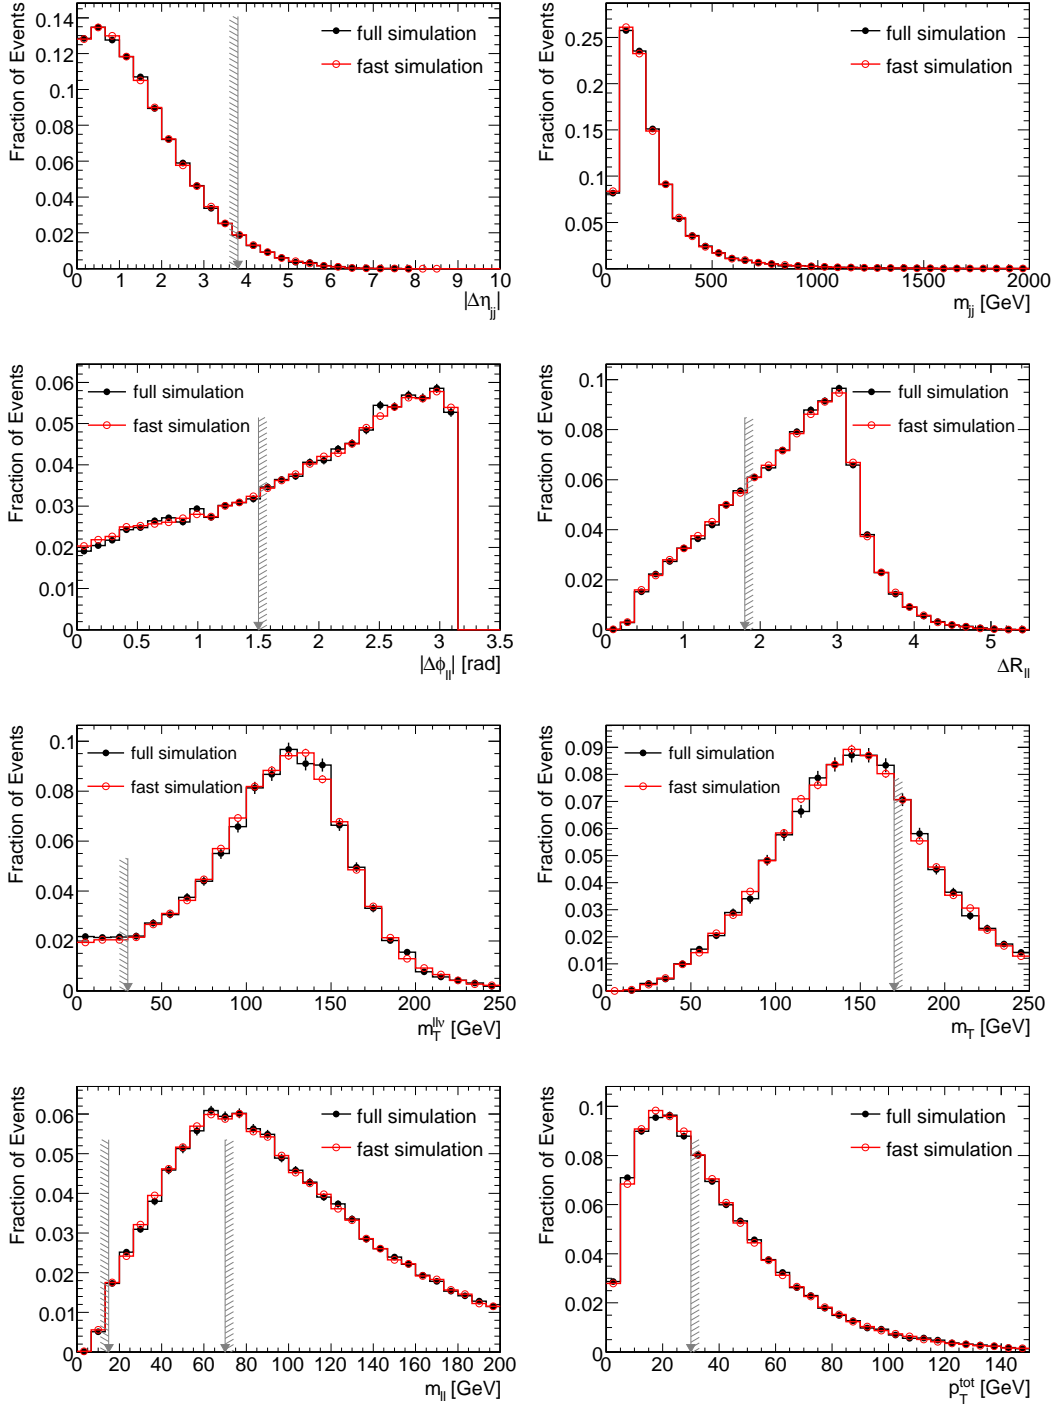 Fraction of Events
0.14
0.12
0.1
0.08
0.06
0.04
0.02
0
full simulation
fast simulation
0 1 2 3 4 5 6 7 8 9 10
|Δη_jj|
Fraction of Events
0.25
0.2
0.15
0.1
0.05
0
full simulation
fast simulation
0 500 1000 1500 2000
m_jj [GeV]
Fraction of Events
0.06
0.05
0.04
0.03
0.02
0.01
0
full simulation
fast simulation
0 0.5 1 1.5 2 2.5 3 3.5
|Δϕ_ll| [rad]
Fraction of Events
0.1
0.08
0.06
0.04
0.02
0
full simulation
fast simulation
0 1 2 3 4 5
ΔR_ll
Fraction of Events
0.1
0.08
0.06
0.04
0.02
0
full simulation
fast simulation
0 50 100 150 200 250
m_T^llν [GeV]
Fraction of Events
0.09
0.08
0.07
0.06
0.05
0.04
0.03
0.02
0.01
0
full simulation
fast simulation
0 50 100 150 200 250
m_T [GeV]
Fraction of Events
0.06
0.05
0.04
0.03
0.02
0.01
0
full simulation
fast simulation
0 20 40 60 80 100 120 140 160 180 200
m_ll [GeV]
Fraction of Events
0.1
0.08
0.06
0.04
0.02
0
full simulation
fast simulation
0 20 40 60 80 100 120 140
p_T^tot [GeV]